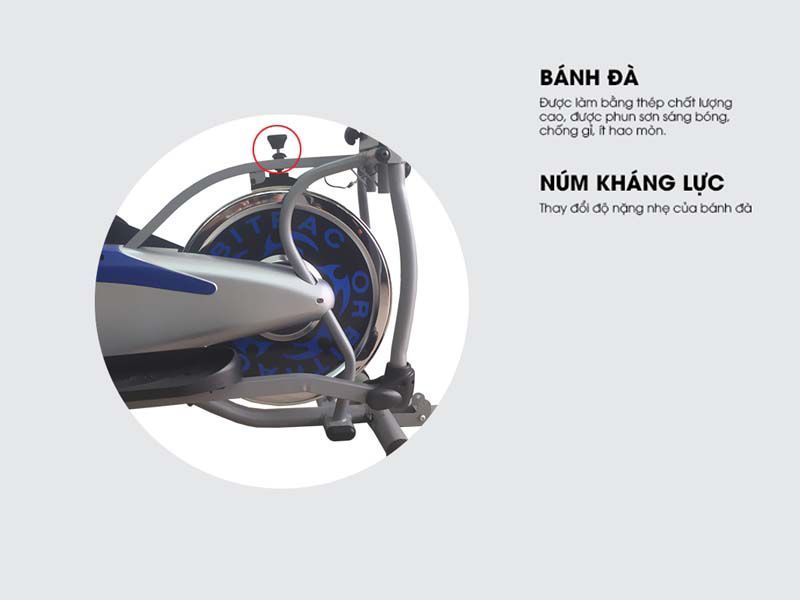 BÁNH ĐÀ
Được làm bằng thép chất lượng
cao, được phun sơn sáng bóng,
chống gỉ, ít hao mòn.
NÚM KHÁNG LỰC
Thay đổi độ nặng nhẹ của bánh đà